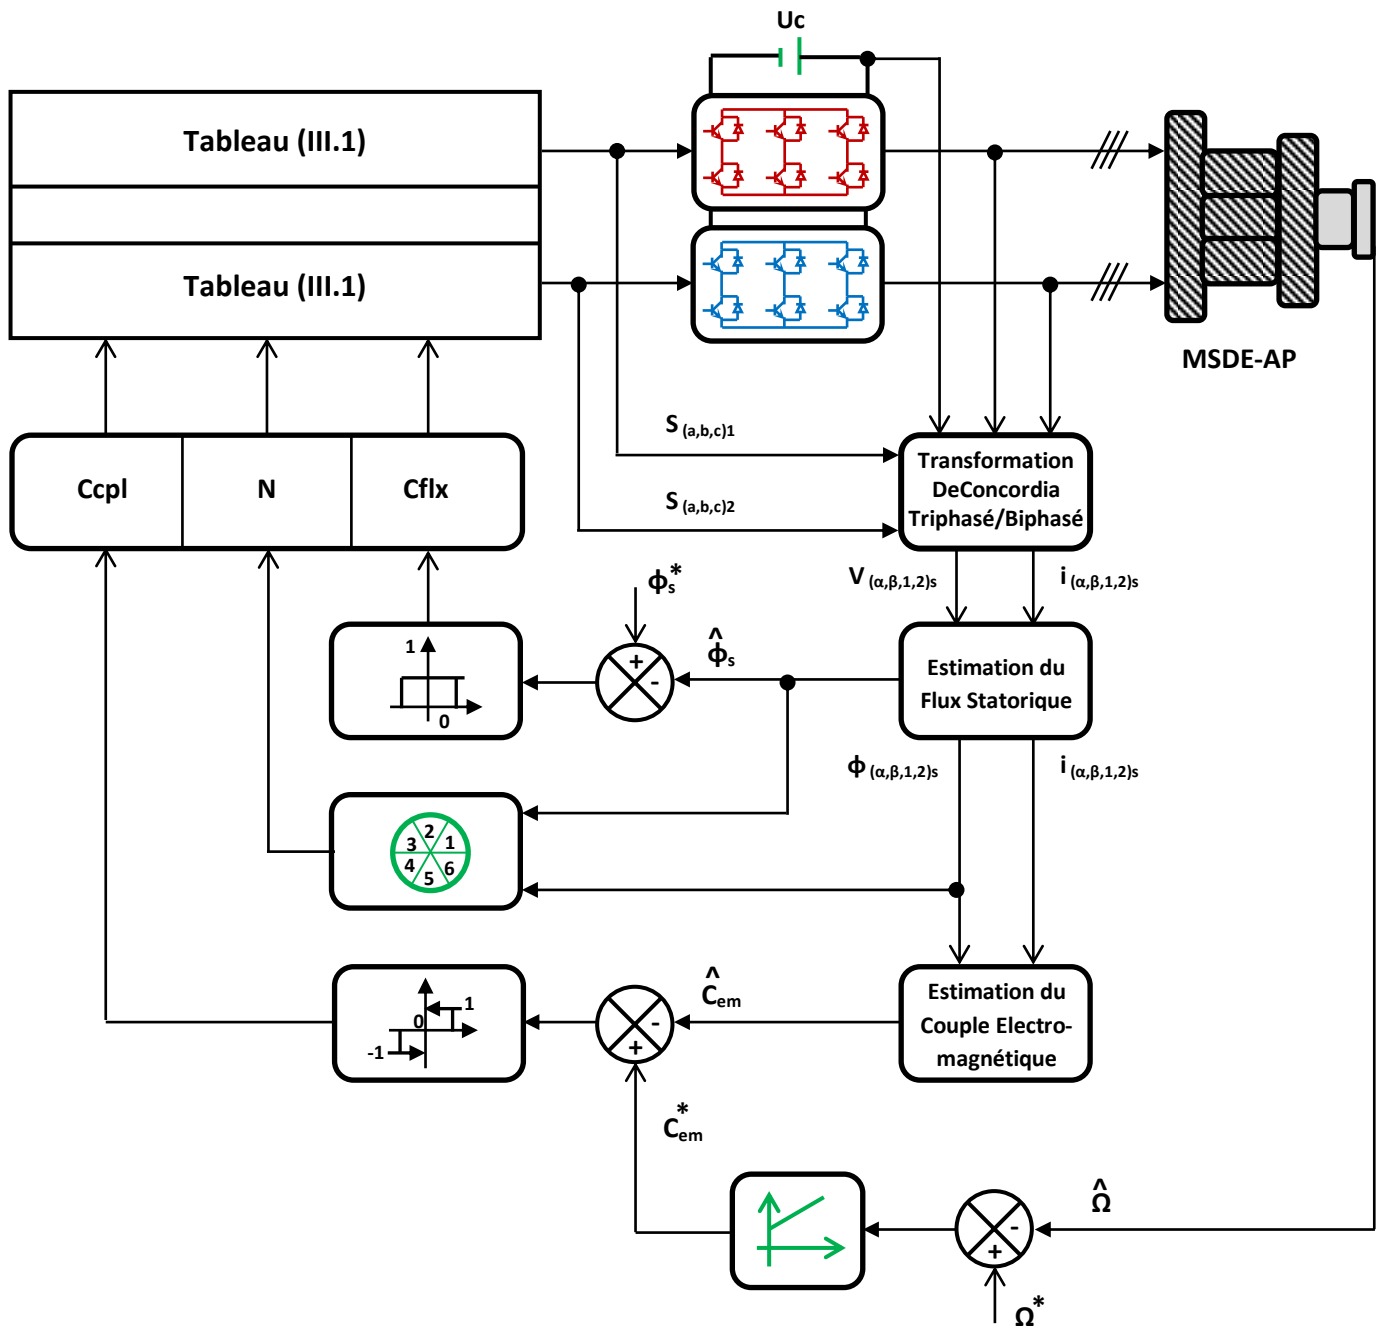 Uc
Tableau (III.1)
Tableau (III.1)
MSDE-AP
S (a,b,c)1
S (a,b,c)2
Transformation
DeConcordia
Triphasé/Biphasé
Ccpl
N
Cflx
V (α,β,1,2)s
i (α,β,1,2)s
ϕs*
1
0
+
-
ϕ̂s
Estimation du
Flux Statorique
ϕ (α,β,1,2)s
i (α,β,1,2)s
2
3
1
4
6
5
1
0
-1
-
+
Ĉem
Estimation du
Couple Electro-
magnétique
C*em
Ω̂
-
+
Ω*